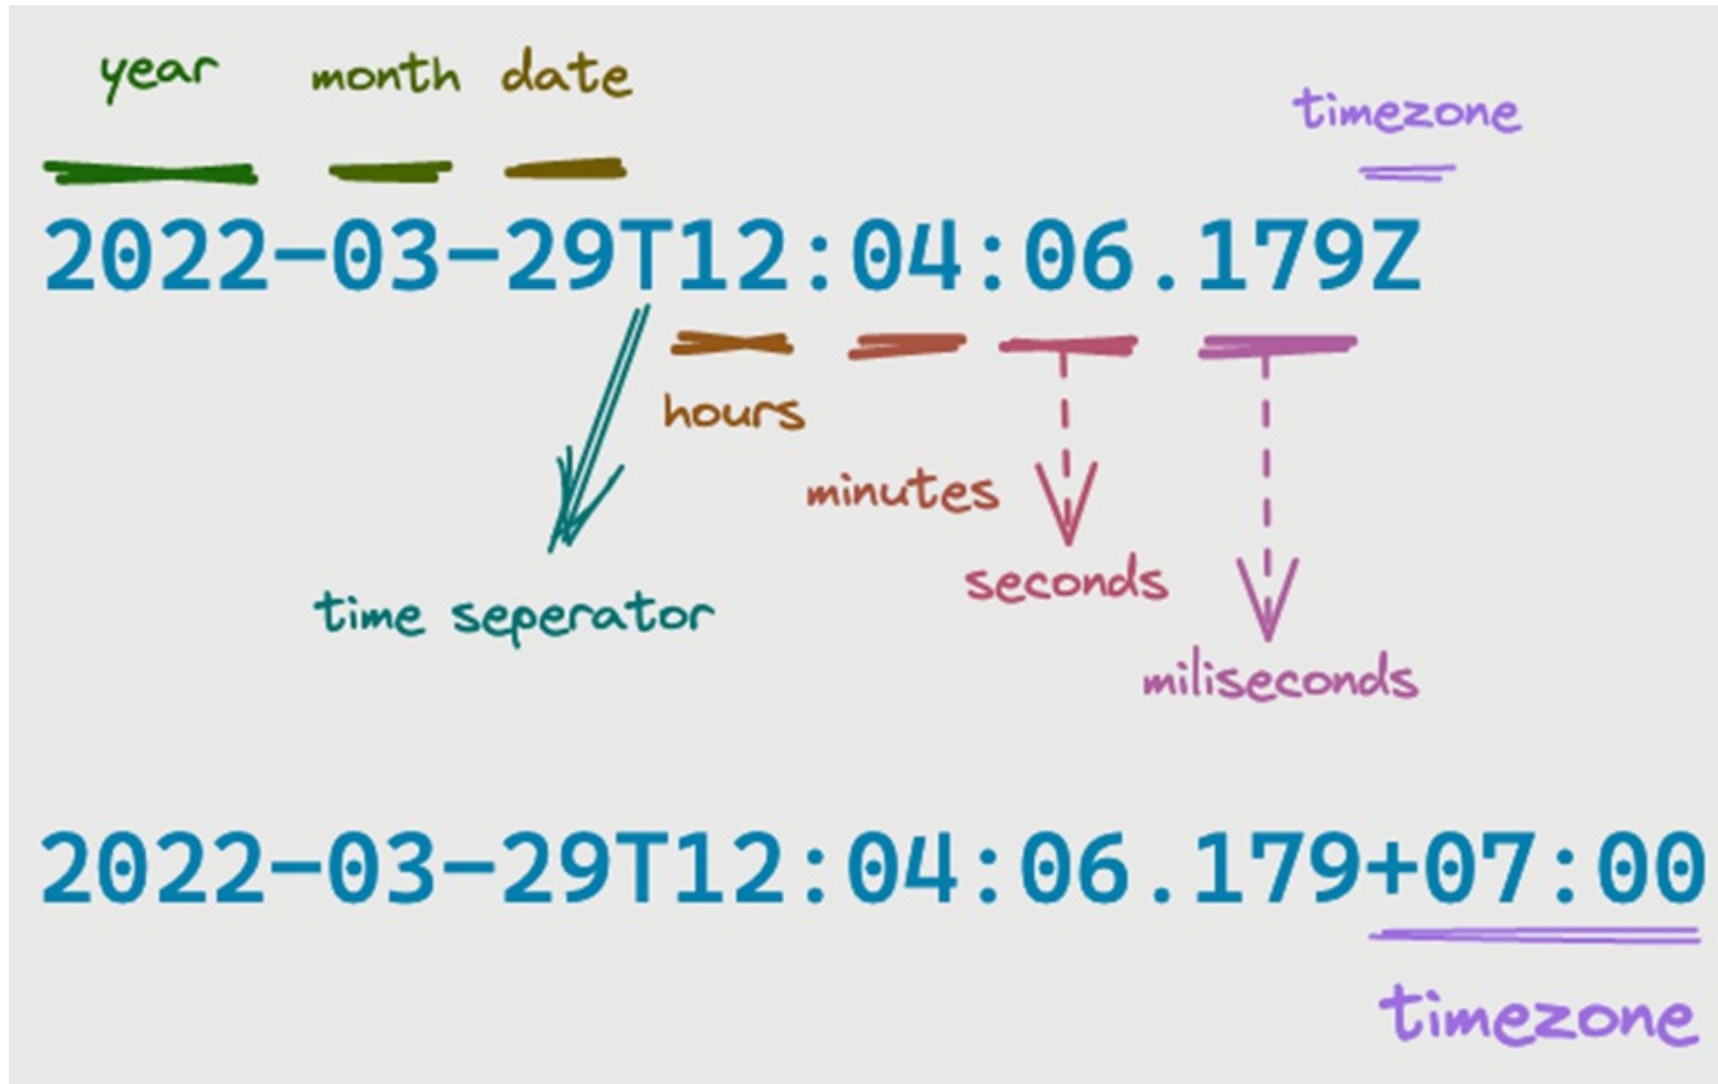 year month date
timezone
2022-03-29T12:04:06.179Z
hours
minutes
seconds
time seperator
miliseconds
2022-03-29T12:04:06.179+07:00
timezone